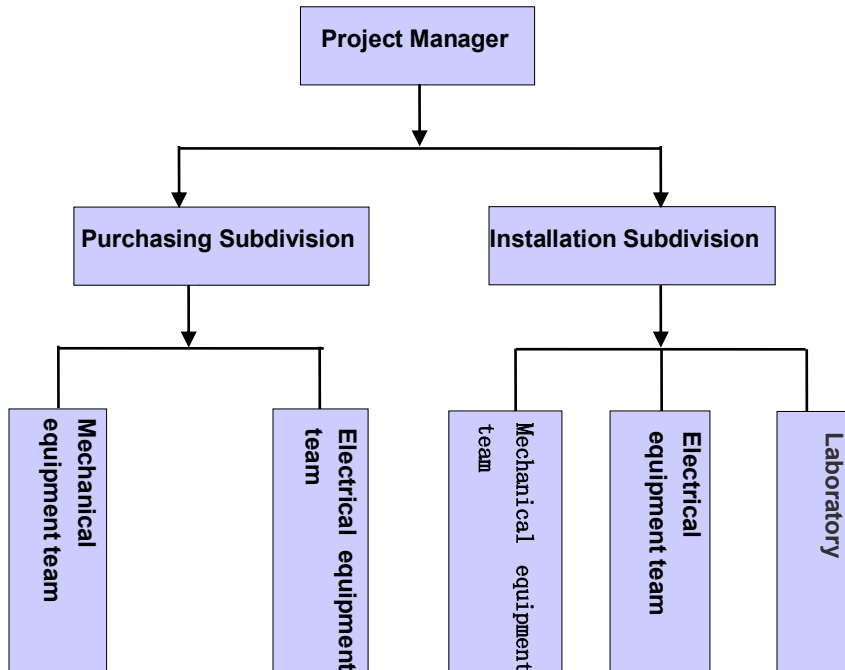 Project Manager
Purchasing Subdivision
Installation Subdivision
Mechanical
equipment team
Electrical equipment
team
Mechanical equipment
team
Electrical
equipment team
Laboratory